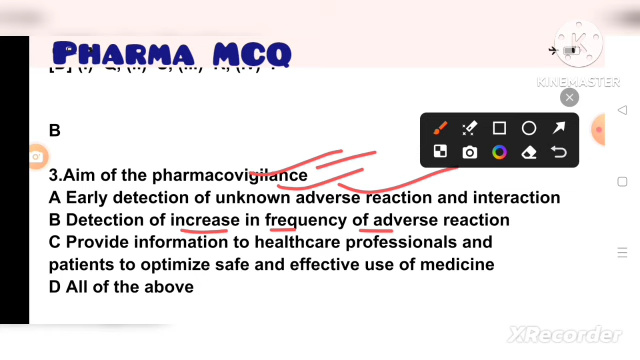 PHARMA MCQ
KINEMASTER
B
3.Aim of the pharmacovigilance
A Early detection of unknown adverse reaction and interaction
B Detection of increase in frequency of adverse reaction
C Provide information to healthcare professionals and
patients to optimize safe and effective use of medicine
D All of the above
XRecorder